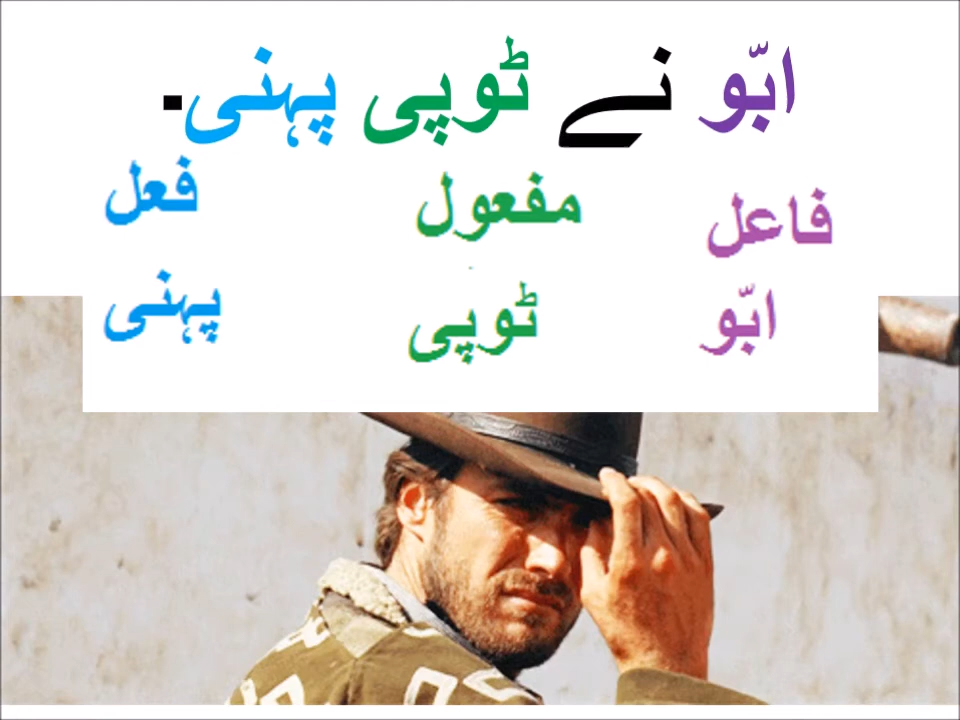 ابّو نے ٹوپی پہنی.
فاعل مفعول فعل
ابّو ٹوپی پہنی